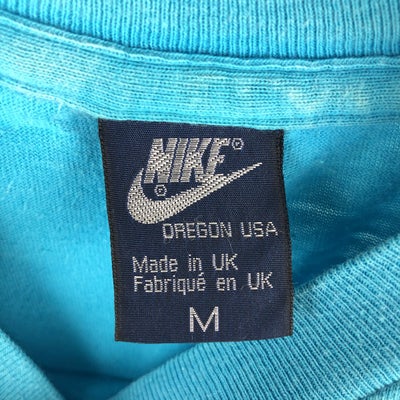 NIKE
OREGON USA
Made in UK
Fabriqué en UK
M